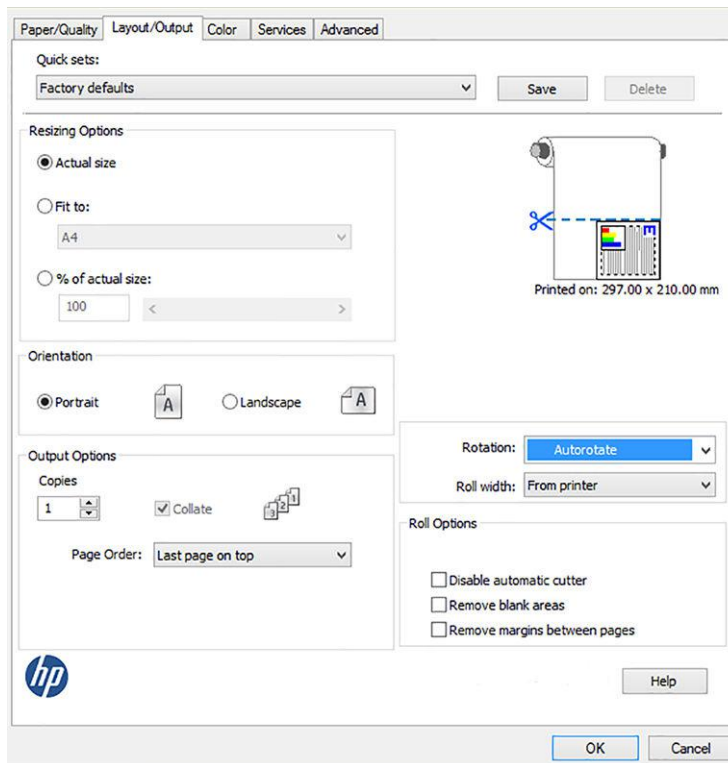 Paper/Quality Layout/Output Color Services Advanced
Quick sets:
Factory defaults
Save
Delete
Resizing Options
Actual size
Fit to:
A4
% of actual size:
100
Printed on: 297.00 x 210.00 mm
Orientation
Portrait
A
Landscape
A
Rotation: Autorotate
Roll width: From printer
Output Options
Copies
1
Collate
3 2 1
Page Order: Last page on top
Roll Options
Disable automatic cutter
Remove blank areas
Remove margins between pages
hp
Help
OK
Cancel